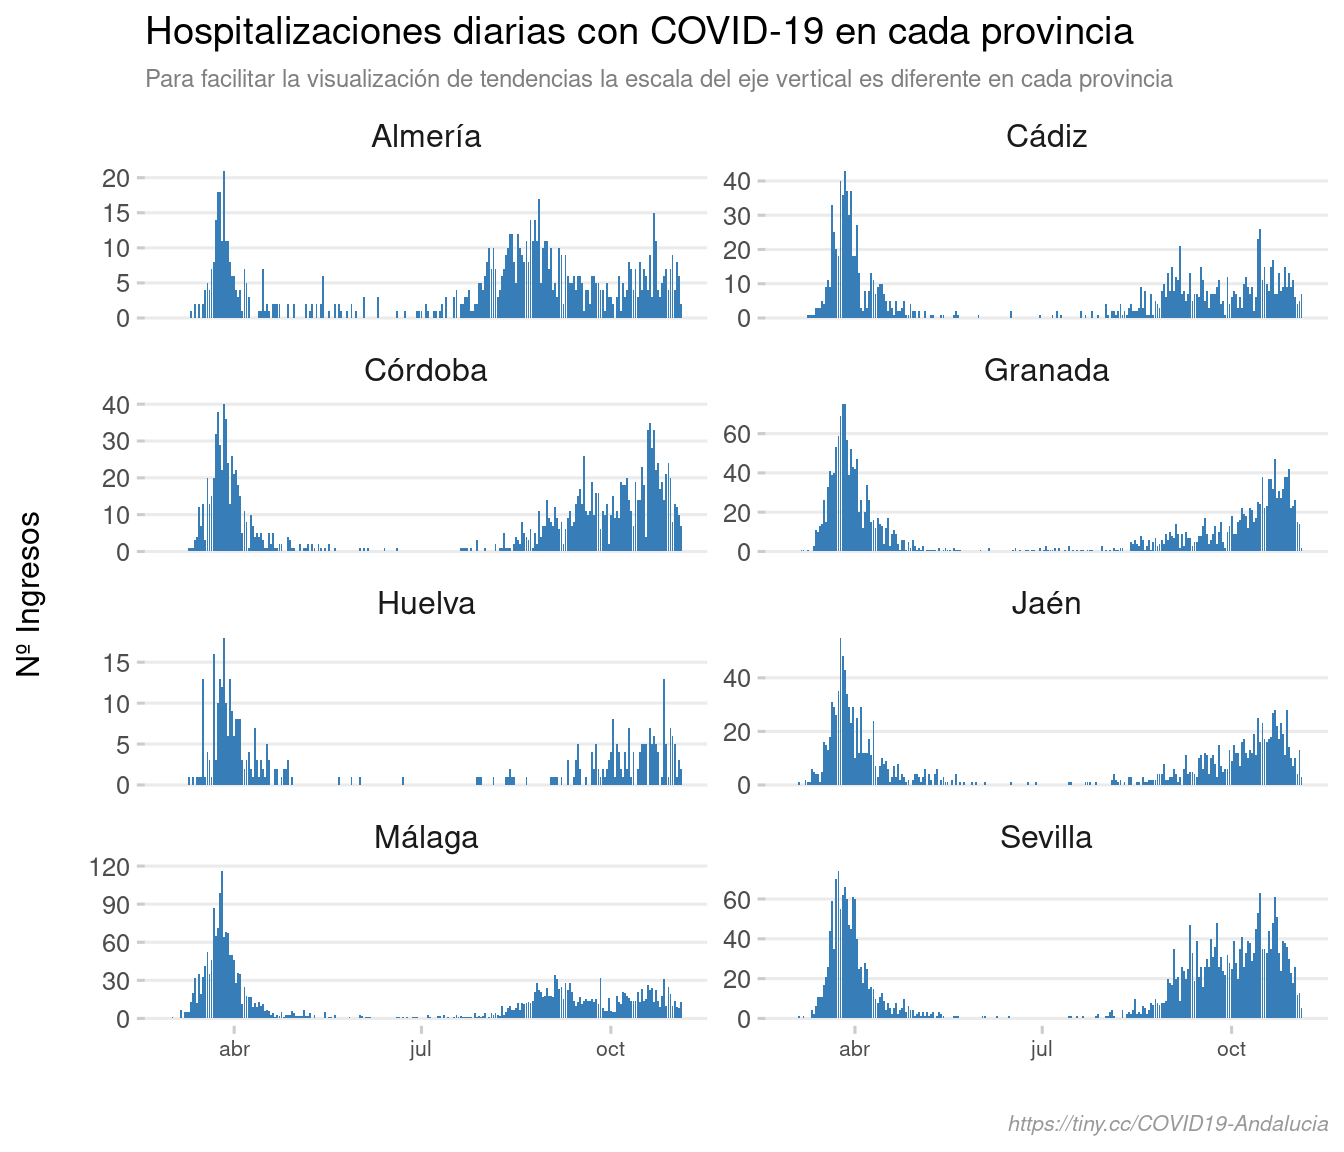 Hospitalizaciones diarias con COVID-19 en cada provincia
Para facilitar la visualización de tendencias la escala del eje vertical es diferente en cada provincia
Nº Ingresos
Almería
20
15
10
5
0
Cádiz
40
30
20
10
0
Córdoba
40
30
20
10
0
Granada
60
40
20
0
Huelva
15
10
5
0
Jaén
40
20
0
Málaga
120
90
60
30
0
abr jul oct
Sevilla
60
40
20
0
abr jul oct
https://tiny.cc/COVID19-Andalucia